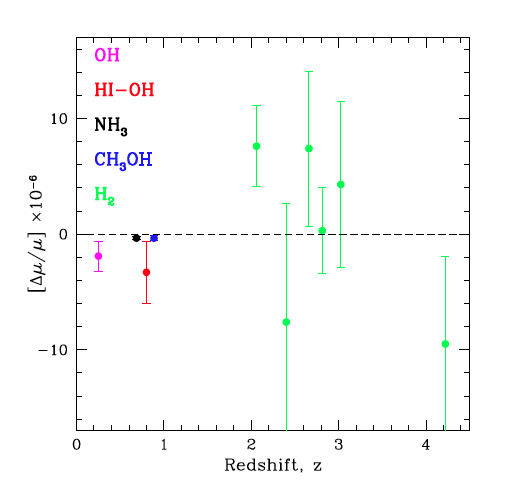 OH
HI−OH
NH₃
CH₃OH
H₂
10
0
−10
[Δμ/μ] ×10⁻⁶
0 1 2 3 4
Redshift, z